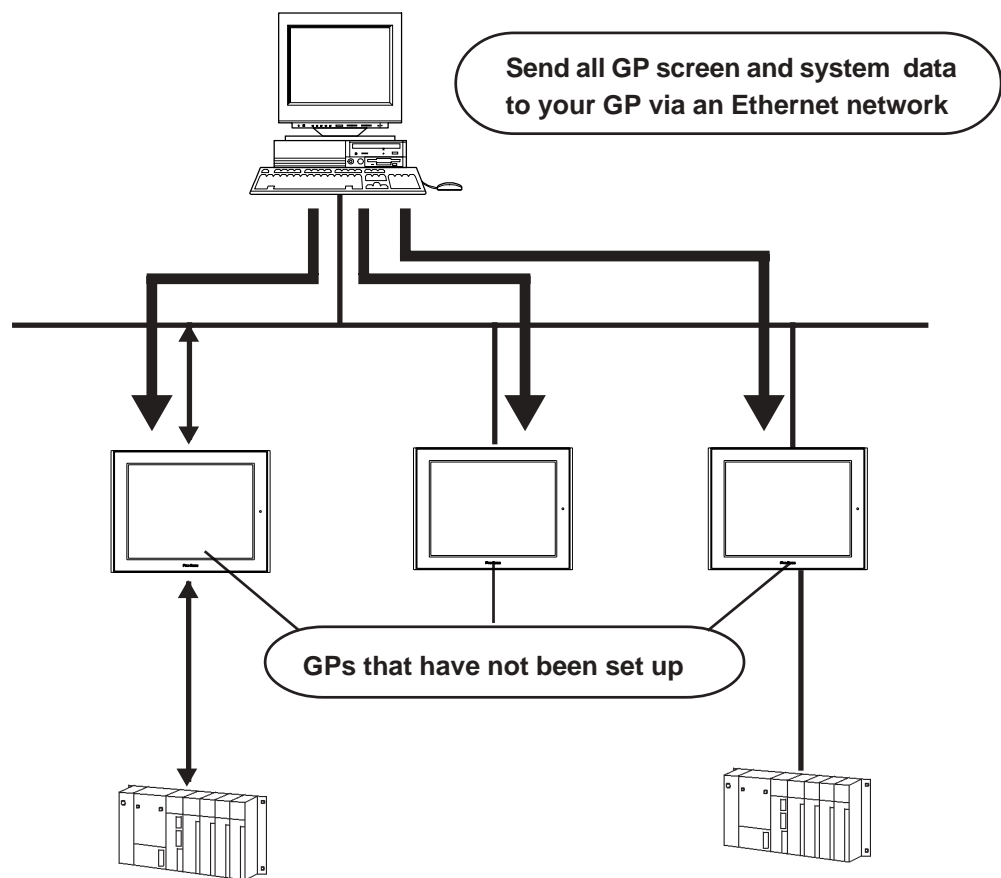 Send all GP screen and system data
to your GP via an Ethernet network
GPs that have not been set up